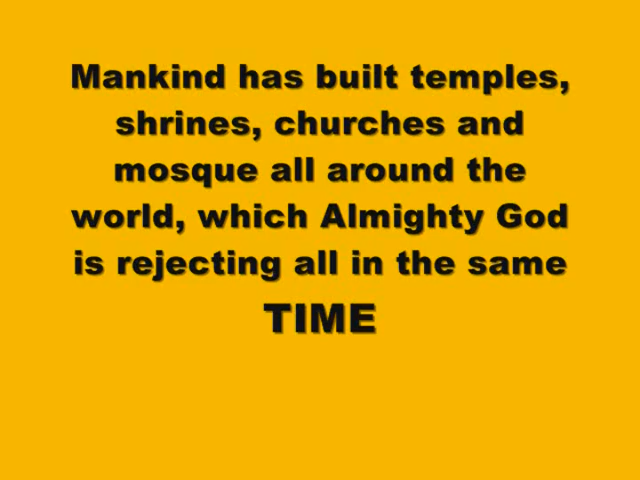 Mankind has built temples,
shrines, churches and
mosque all around the
world, which Almighty God
is rejecting all in the same
TIME